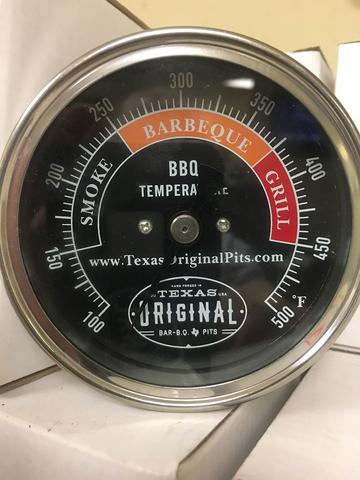 100
150
200
250
300
350
400
450
500
°F
SMOKE
BARBEQUE
GRILL
BBQ
TEMPERATURE
www.TexasOriginalPits.com
HAND FORGED IN
TEXAS USA
ORIGINAL
BAR-B.Q. PITS